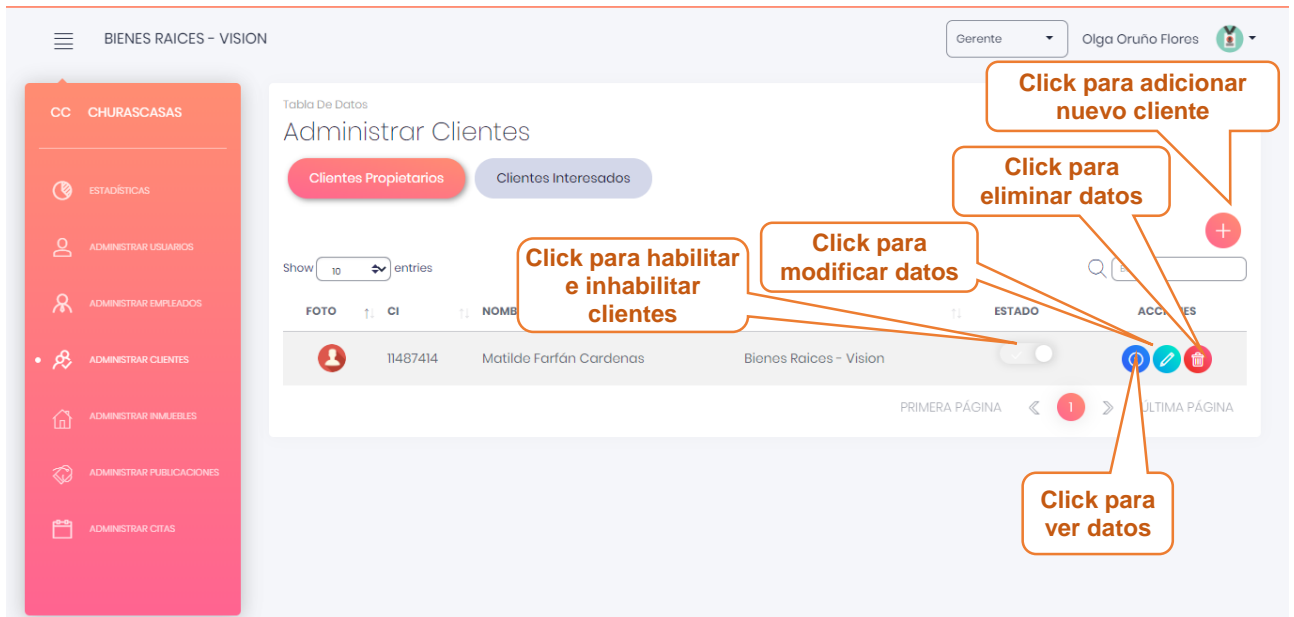 BIENES RAICES - VISION
Gerente
Olga Oruño Flores
CC CHURASCASAS
ESTADÍSTICAS
ADMINISTRAR USUARIOS
ADMINISTRAR EMPLEADOS
ADMINISTRAR CLIENTES
ADMINISTRAR INMUEBLES
ADMINISTRAR PUBLICACIONES
ADMINISTRAR CITAS
Tabla De Datos
Administrar Clientes
Clientes Propietarios
Clientes Interesados
Click para adicionar
nuevo cliente
Click para
eliminar datos
Click para
modificar datos
Click para habilitar
e inhabilitar
clientes
Show 10 entries
FOTO CI ESTADO
11487414 Matilde Farfán Cardenas Bienes Raices - Vision
PRIMERA PÁGINA 1 ÚLTIMA PÁGINA
Click para
ver datos